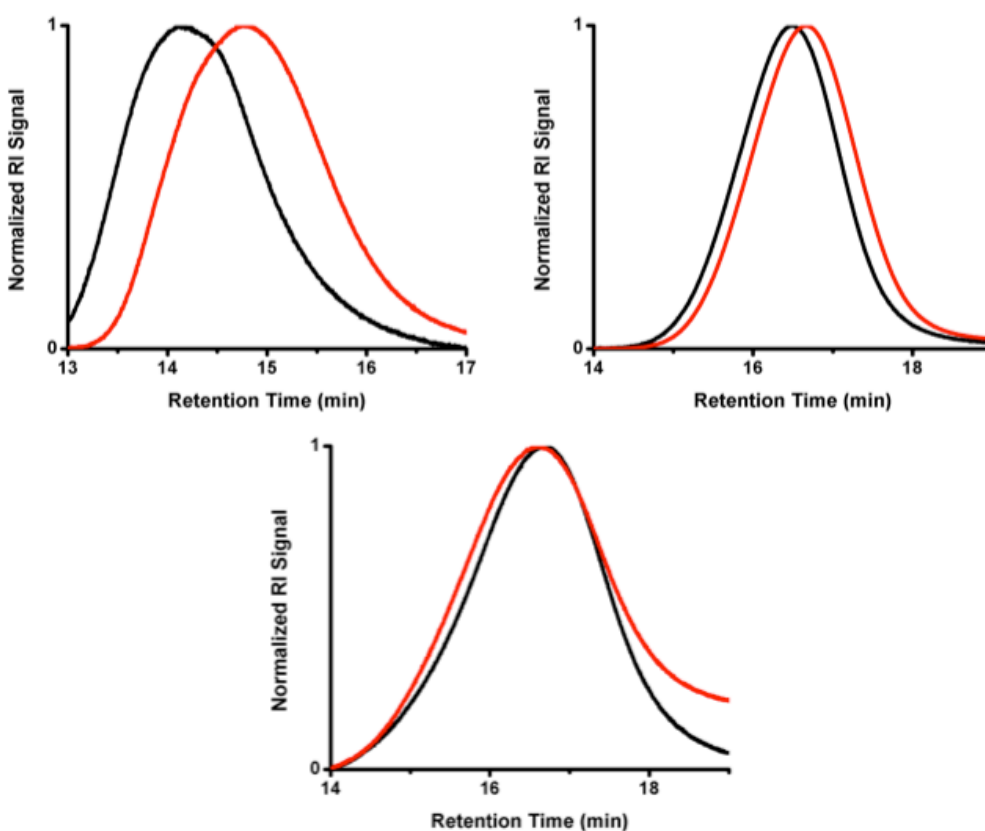 1
Normalized RI Signal
0
13
14
15
16
17
Retention Time (min)
1
Normalized RI Signal
0
14
16
18
Retention Time (min)
1
Normalized RI Signal
0
14
16
18
Retention Time (min)